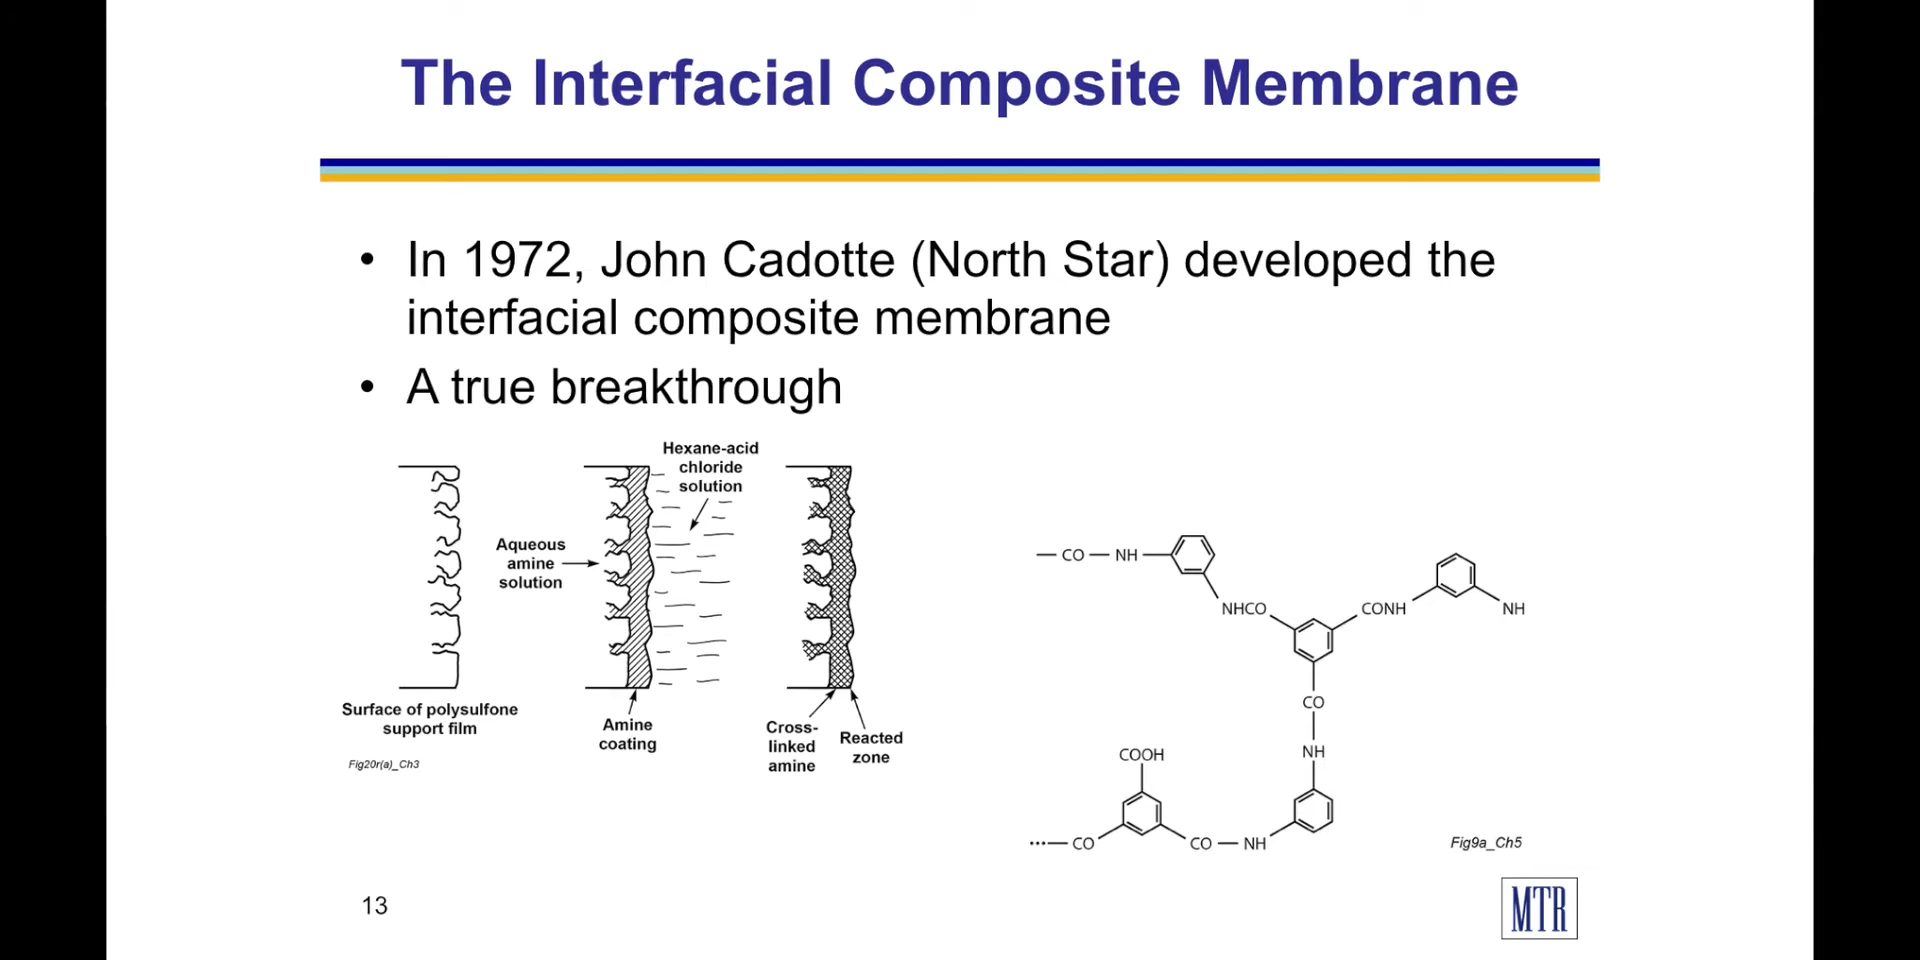 The Interfacial Composite Membrane
• In 1972, John Cadotte (North Star) developed the
interfacial composite membrane
• A true breakthrough
Surface of polysulfone
support film
Fig20r(a)_Ch3
Aqueous
amine
solution
Hexane-acid
chloride
solution
Amine
coating
Cross-
linked
amine
Reacted
zone
CO
NH
NHCO
CONH
NH
CO
NH
COOH
CO
CO
NH
Fig9a_Ch5
13
MTR